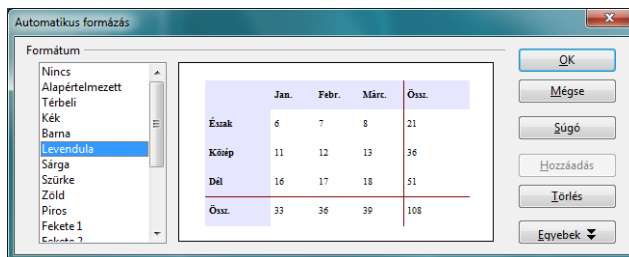 Automatikus formázás
Formátum
Nincs
Alapértelmezett
Térbeli
Kék
Barna
Levendula
Sárga
Szürke
Zöld
Piros
Fekete 1
Fekete 2
Jan. Febr. Márc. Össz.
Észak 6 7 8 21
Közép 11 12 13 36
Dél 16 17 18 51
Össz. 33 36 39 108
OK
Mégse
Súgó
Hozzáadás
Törlés
Egyebek